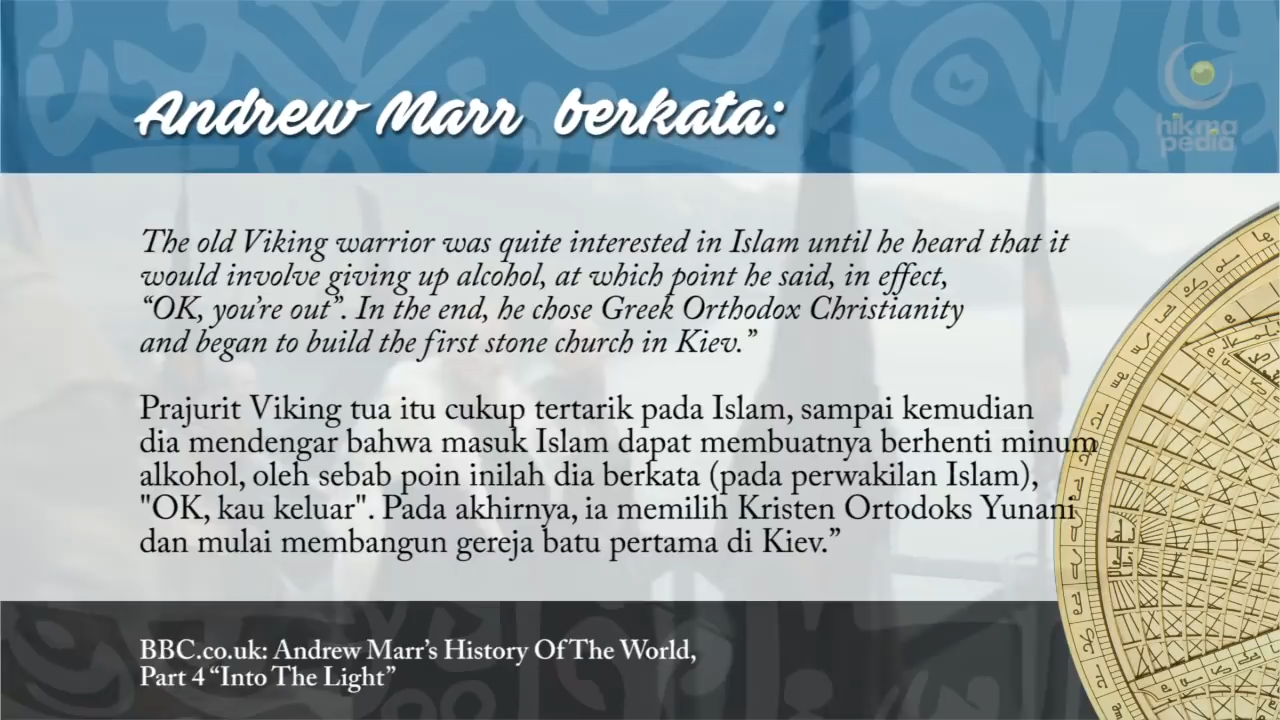 Andrew Marr berkata:
hikma
pedia
The old Viking warrior was quite interested in Islam until he heard that it
would involve giving up alcohol, at which point he said, in effect,
“OK, you’re out”. In the end, he chose Greek Orthodox Christianity
and began to build the first stone church in Kiev.”
Prajurit Viking tua itu cukup tertarik pada Islam, sampai kemudian
dia mendengar bahwa masuk Islam dapat membuatnya berhenti minum
alkohol, oleh sebab poin inilah dia berkata (pada perwakilan Islam),
"OK, kau keluar". Pada akhirnya, ia memilih Kristen Ortodoks Yunani
dan mulai membangun gereja batu pertama di Kiev.”
BBC.co.uk: Andrew Marr’s History Of The World,
Part 4 “Into The Light”